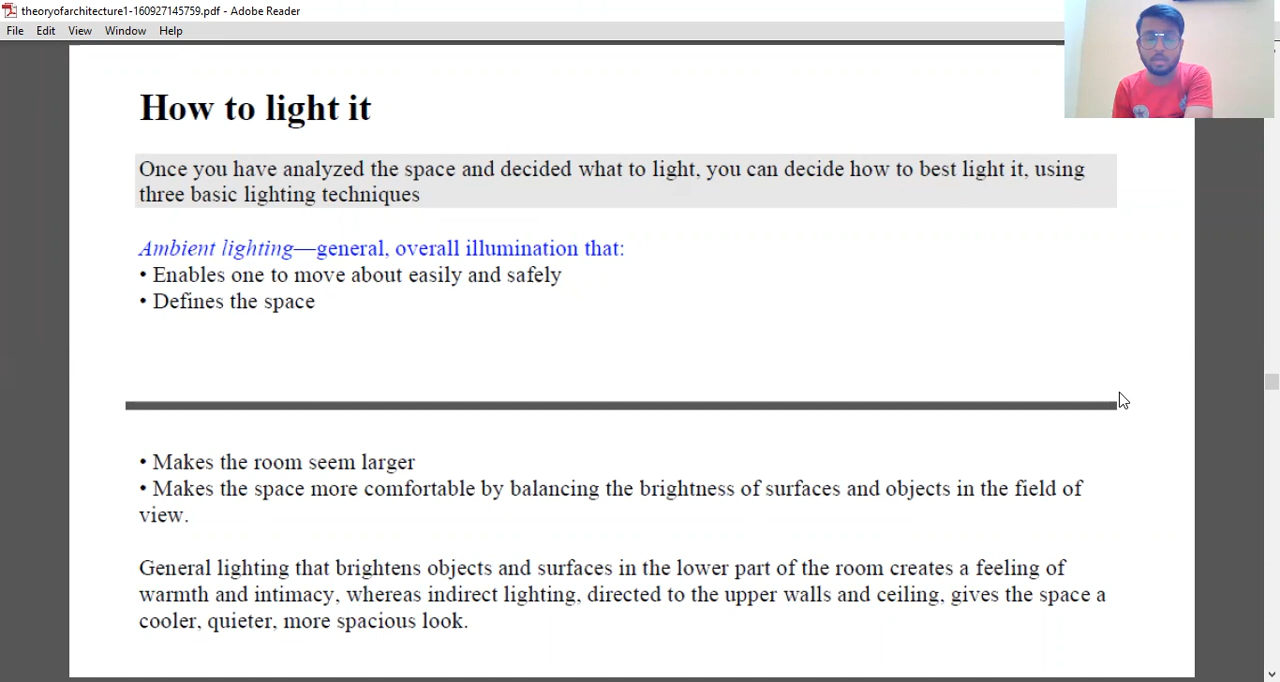 theoryofarchitecture1-160927145759.pdf - Adobe Reader
File Edit View Window Help
How to light it
Once you have analyzed the space and decided what to light, you can decide how to best light it, using
three basic lighting techniques
Ambient lighting—general, overall illumination that:
• Enables one to move about easily and safely
• Defines the space
• Makes the room seem larger
• Makes the space more comfortable by balancing the brightness of surfaces and objects in the field of
view.
General lighting that brightens objects and surfaces in the lower part of the room creates a feeling of
warmth and intimacy, whereas indirect lighting, directed to the upper walls and ceiling, gives the space a
cooler, quieter, more spacious look.